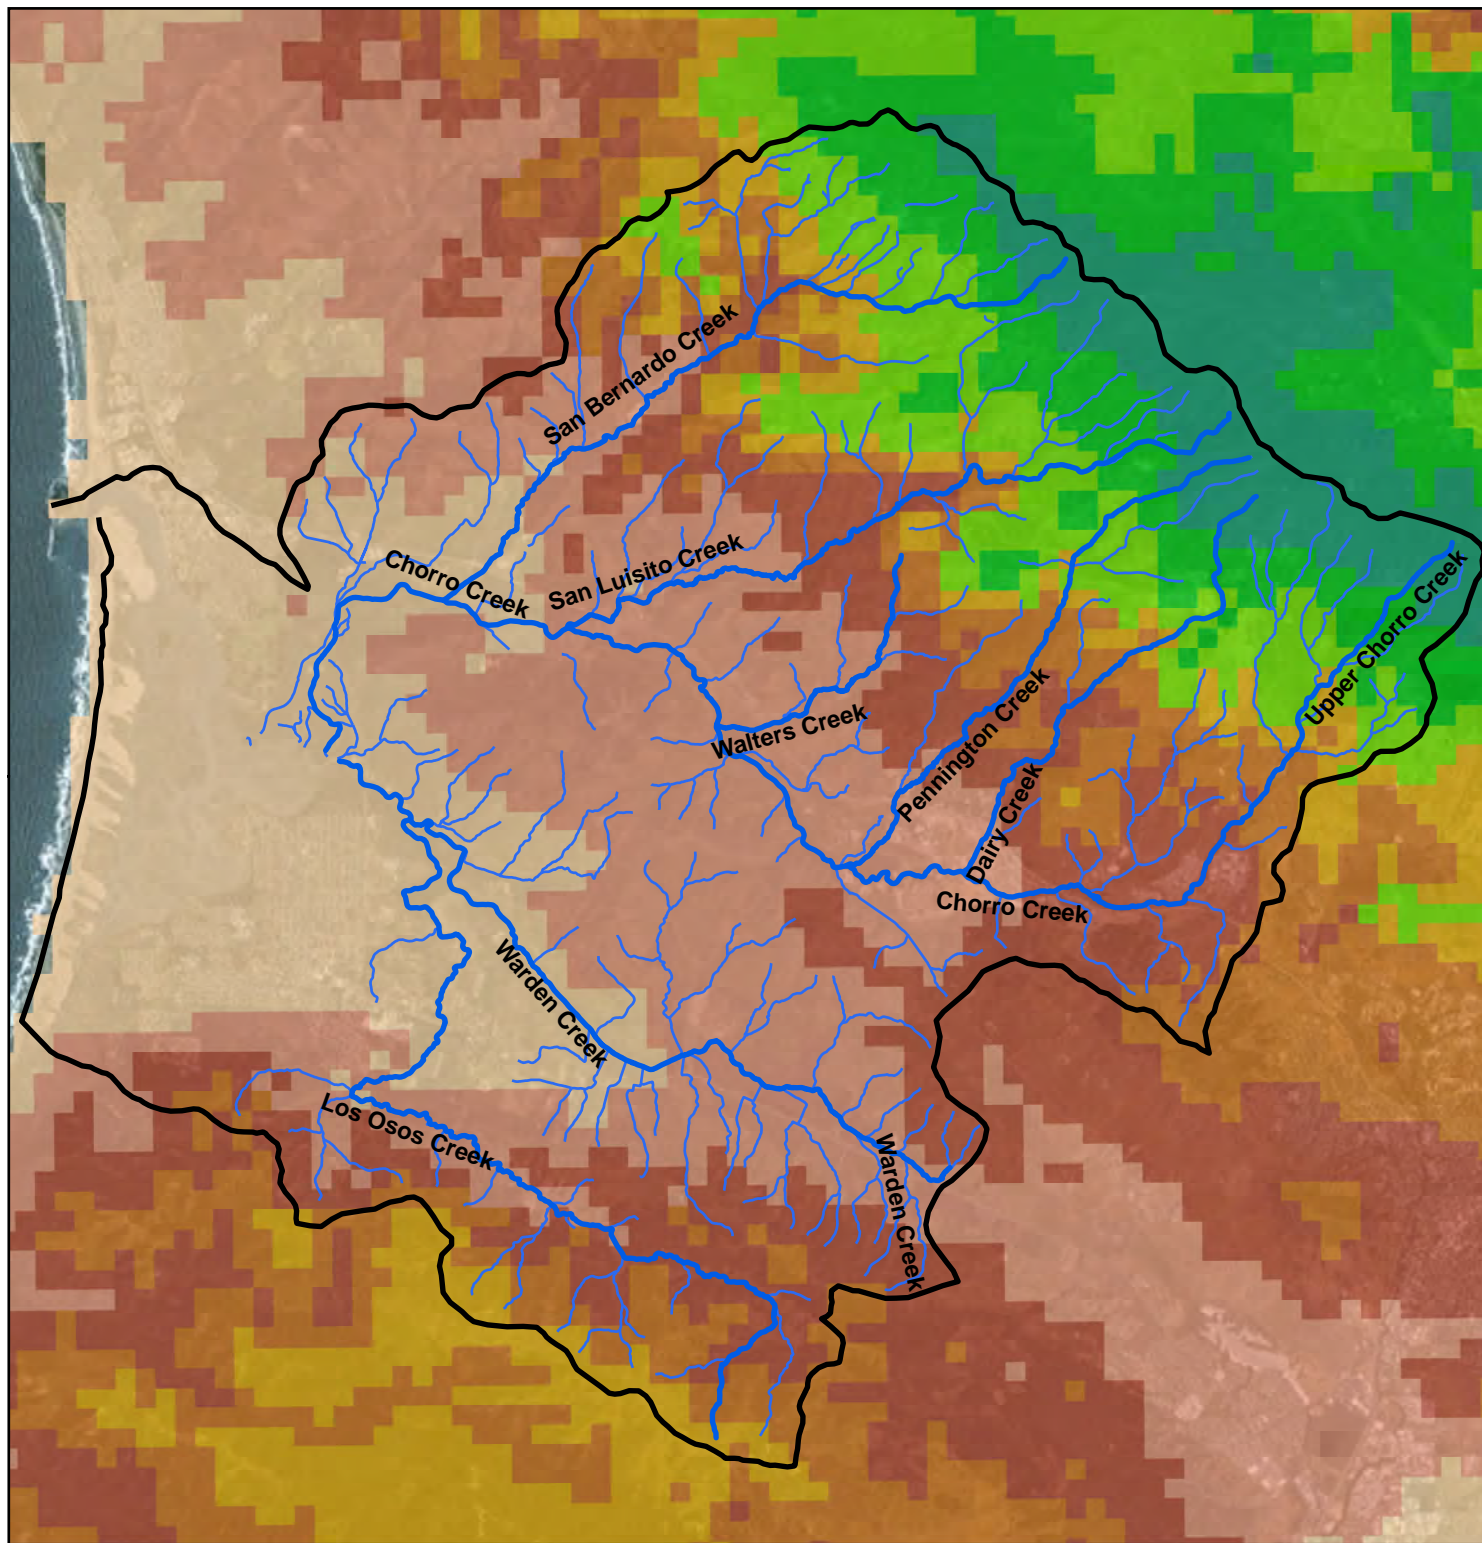 San Bernardo Creek
Chorro Creek
San Luisito Creek
Upper Chorro Creek
Walters Creek
Pennington Creek
Dairy Creek
Chorro Creek
Warden Creek
Los Osos Creek
Warden Creek